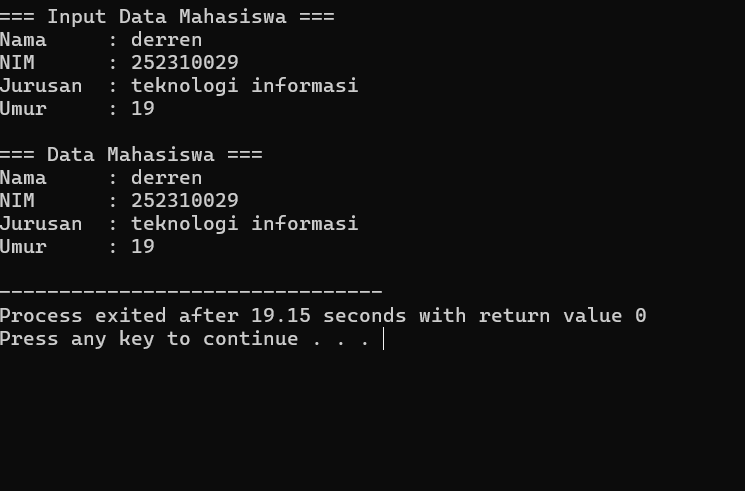 === Input Data Mahasiswa ===
Nama     : derren
NIM      : 252310029
Jurusan  : teknologi informasi
Umur     : 19

=== Data Mahasiswa ===
Nama     : derren
NIM      : 252310029
Jurusan  : teknologi informasi
Umur     : 19

--------------------------------
Process exited after 19.15 seconds with return value 0
Press any key to continue . . .